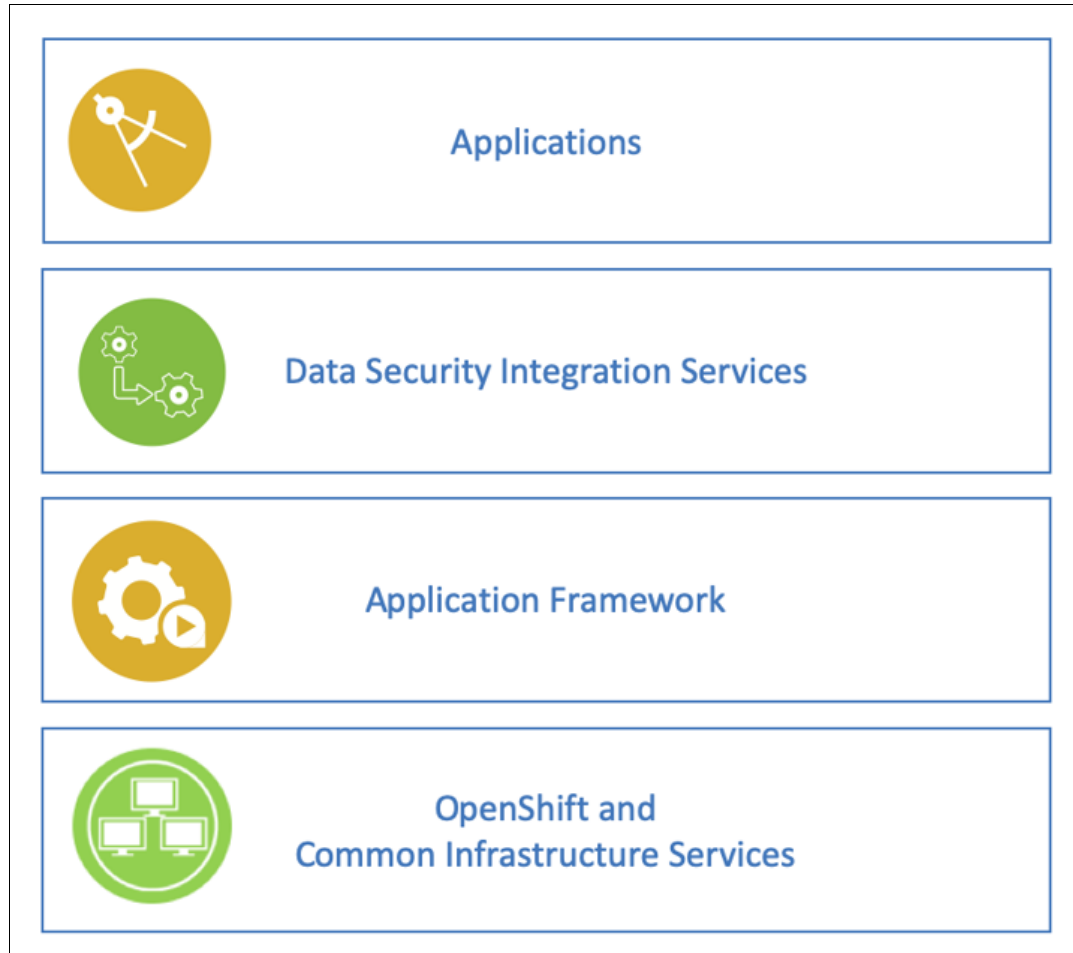 Applications
Data Security Integration Services
Application Framework
OpenShift and
Common Infrastructure Services